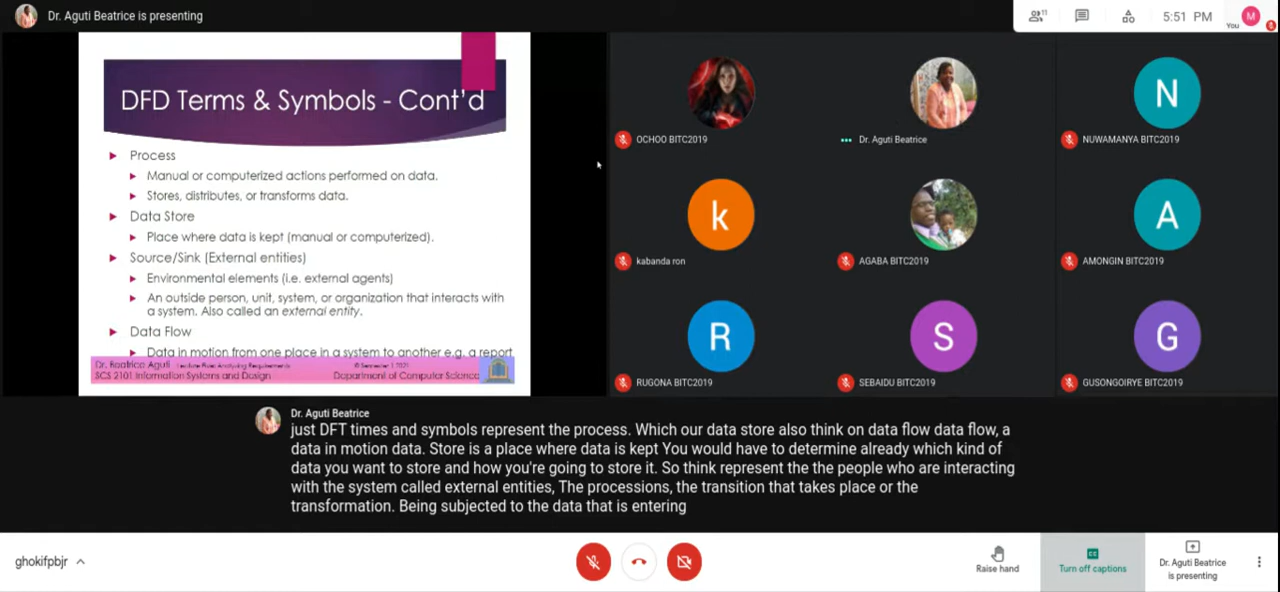 Dr. Aguti Beatrice is presenting
11
5:51 PM
M
You
DFD Terms & Symbols - Cont'd
Process
Manual or computerized actions performed on data.
Stores, distributes, or transforms data.
Data Store
Place where data is kept (manual or computerized).
Source/Sink (External entities)
Environmental elements (i.e. external agents)
An outside person, unit, system, or organization that interacts with
a system. Also called an external entity.
Data Flow
Data in motion from one place in a system to another e.g. a report
Dr. Beatrice Aguti Lecture Five: Analyzing Requirements © Semester I 2021
SCS 2101 Information Systems and Design Department of Computer Science
OCHOO BITC2019
Dr. Aguti Beatrice
N
NUWAMANYA BITC2019
k
kabanda ron
AGABA BITC2019
A
AMONGIN BITC2019
R
RUGONA BITC2019
S
SEBAIDU BITC2019
G
GUSONGOIRYE BITC2019
Dr. Aguti Beatrice
just DFT times and symbols represent the process. Which our data store also think on data flow data flow, a
data in motion data. Store is a place where data is kept You would have to determine already which kind of
data you want to store and how you're going to store it. So think represent the the people who are interacting
with the system called external entities, The processions, the transition that takes place or the
transformation. Being subjected to the data that is entering
ghokifpbjr
Raise hand
Turn off captions
Dr. Aguti Beatrice
is presenting